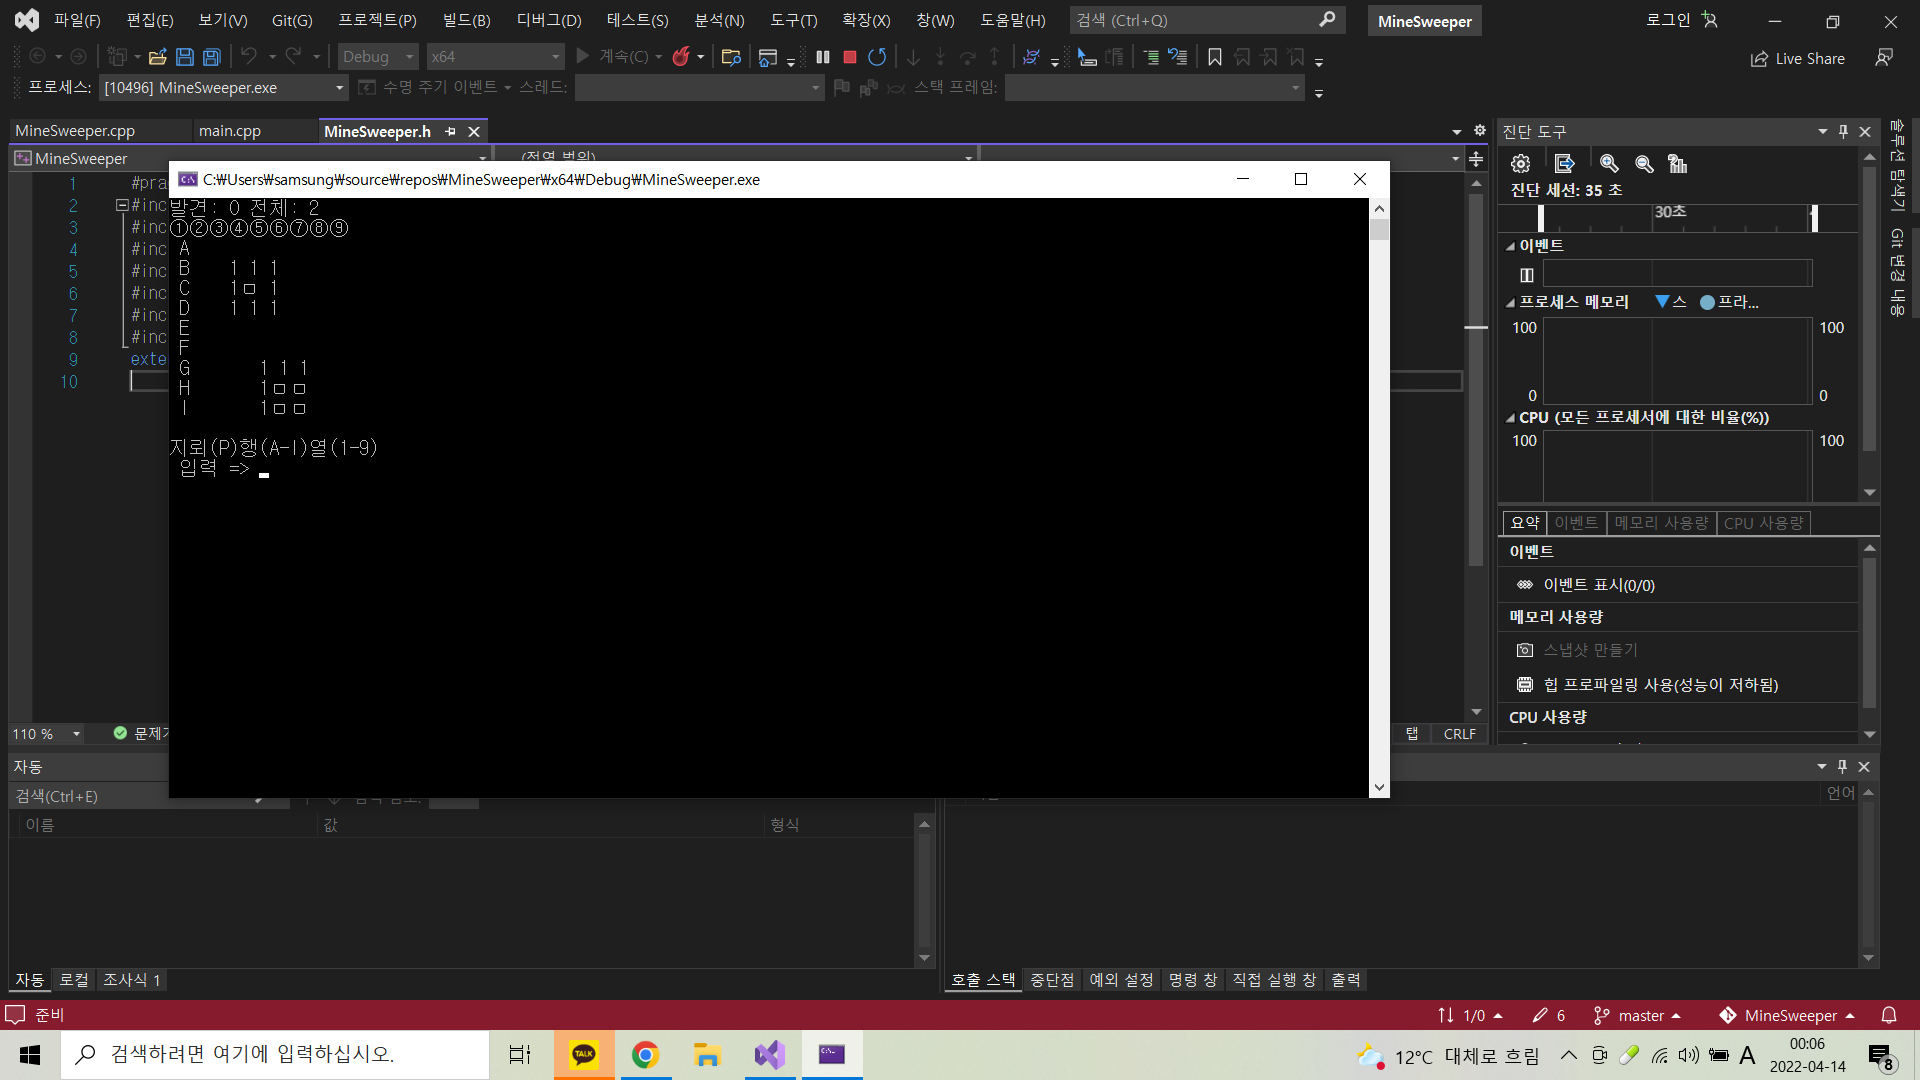 파일(F) 편집(E) 보기(V) Git(G) 프로젝트(P) 빌드(B) 디버그(D) 테스트(S) 분석(N) 도구(T) 확장(X) 창(W) 도움말(H) 검색 (Ctrl+Q) MineSweeper 로그인
Debug x64 계속(C) Live Share
프로세스: [10496] MineSweeper.exe 수명 주기 이벤트 스레드: 스택 프레임:
MineSweeper.cpp main.cpp MineSweeper.h
MineSweeper (전역 범위)
C:₩Users₩samsung₩source₩repos₩MineSweeper₩x64₩Debug₩MineSweeper.exe
1 #pra
2 #inc
3 #inc
4 #inc
5 #inc
6 #inc
7 #inc
8 #inc
9 exte
10
발견: 0 전체: 2
①②③④⑤⑥⑦⑧⑨
A
B 1 1 1
C 1 □ 1
D 1 1 1
E
F
G 1 1 1
H 1 □ □
I 1 □ □
지뢰(P)행(A-I)열(1-9)
입력 =>
110 % 문제가
탭 CRLF
진단 도구
진단 세션: 35 초
30초
이벤트
프로세스 메모리 스 프라...
100 100
0 0
CPU (모든 프로세서에 대한 비율(%))
100 100
요약 이벤트 메모리 사용량 CPU 사용량
이벤트
이벤트 표시(0/0)
메모리 사용량
스냅샷 만들기
힙 프로파일링 사용(성능이 저하됨)
CPU 사용량
솔루션 탐색기
Git 변경 내용
자동
검색(Ctrl+E)
이름 값 형식
언어
자동 로컬 조사식 1
호출 스택 중단점 예외 설정 명령 창 직접 실행 창 출력
준비 1/0 6 master MineSweeper
검색하려면 여기에 입력하십시오.
TALK
12°C 대체로 흐림 A
00:06
2022-04-14
8